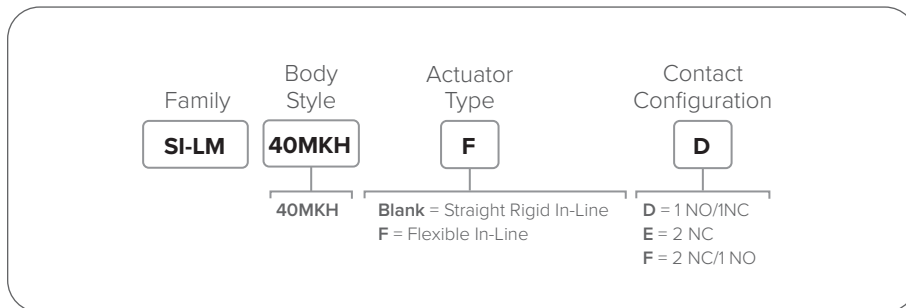 Family
Body
Style
Actuator
Type
Contact
Configuration
SI-LM
40MKH
F
D
40MKH
Blank = Straight Rigid In-Line
F = Flexible In-Line
D = 1 NO/1NC
E = 2 NC
F = 2 NC/1 NO